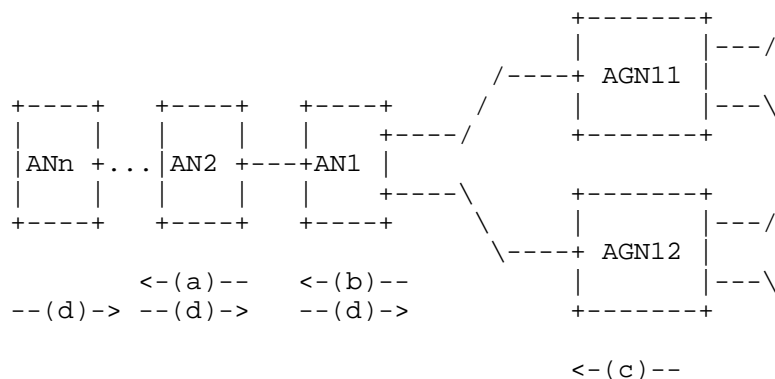 +-------+
                                       |       |---/
                                  /----+ AGN11 |
+----+   +----+    +----+        /     |       |---\
|    |   |    |    |    +----/         +-------+
|ANn +...|AN2 +---+AN1 |
|    |   |    |    |    +----\         +-------+
+----+   +----+    +----+     \        |       |---/
                               \----+ AGN12 |
        <-(a)--   <-(b)--              |       |---\
--(d)-> --(d)->   --(d)->              +-------+

                                       <-(c)--